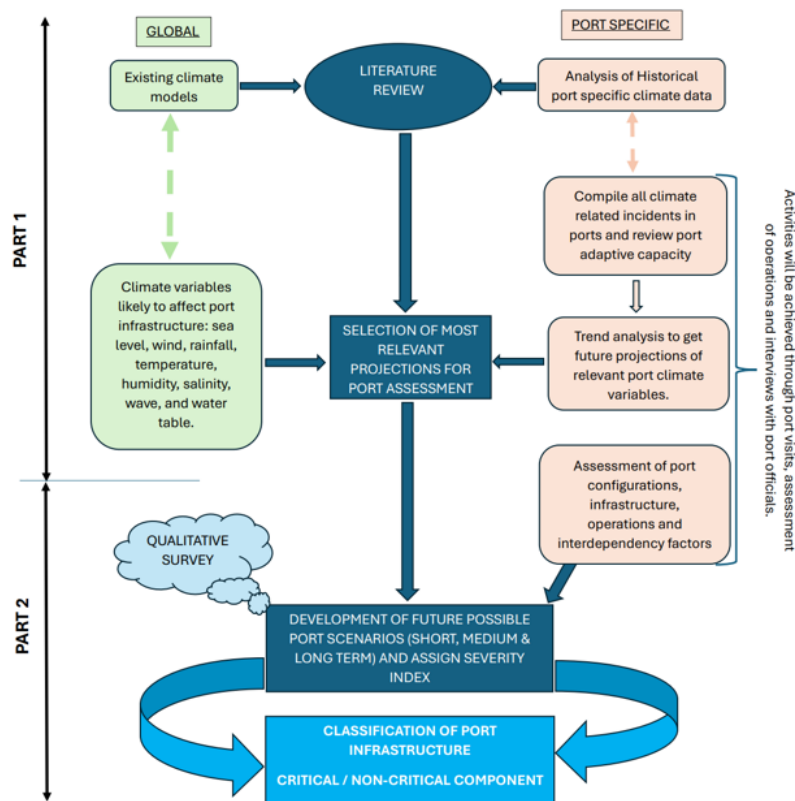 GLOBAL
PORT SPECIFIC
Existing climate
models
LITERATURE
REVIEW
Analysis of Historical
port specific climate data
PART 1
Compile all climate
related incidents in
ports and review port
adaptive capacity
Activities will be achieved through port visits, assessment
of operations and interviews with port officials.
Climate variables
likely to affect port
infrastructure: sea
level, wind, rainfall,
temperature,
humidity, salinity,
wave, and water
table.
SELECTION OF MOST
RELEVANT
PROJECTIONS FOR
PORT ASSESSMENT
Trend analysis to get
future projections of
relevant port climate
variables.
Assessment of port
configurations,
infrastructure,
operations and
interdependency factors
PART 2
QUALITATIVE
SURVEY
DEVELOPMENT OF FUTURE POSSIBLE
PORT SCENARIOS (SHORT, MEDIUM &
LONG TERM) AND ASSIGN SEVERITY
INDEX
CLASSIFICATION OF PORT
INFRASTRUCTURE
CRITICAL / NON-CRITICAL COMPONENT